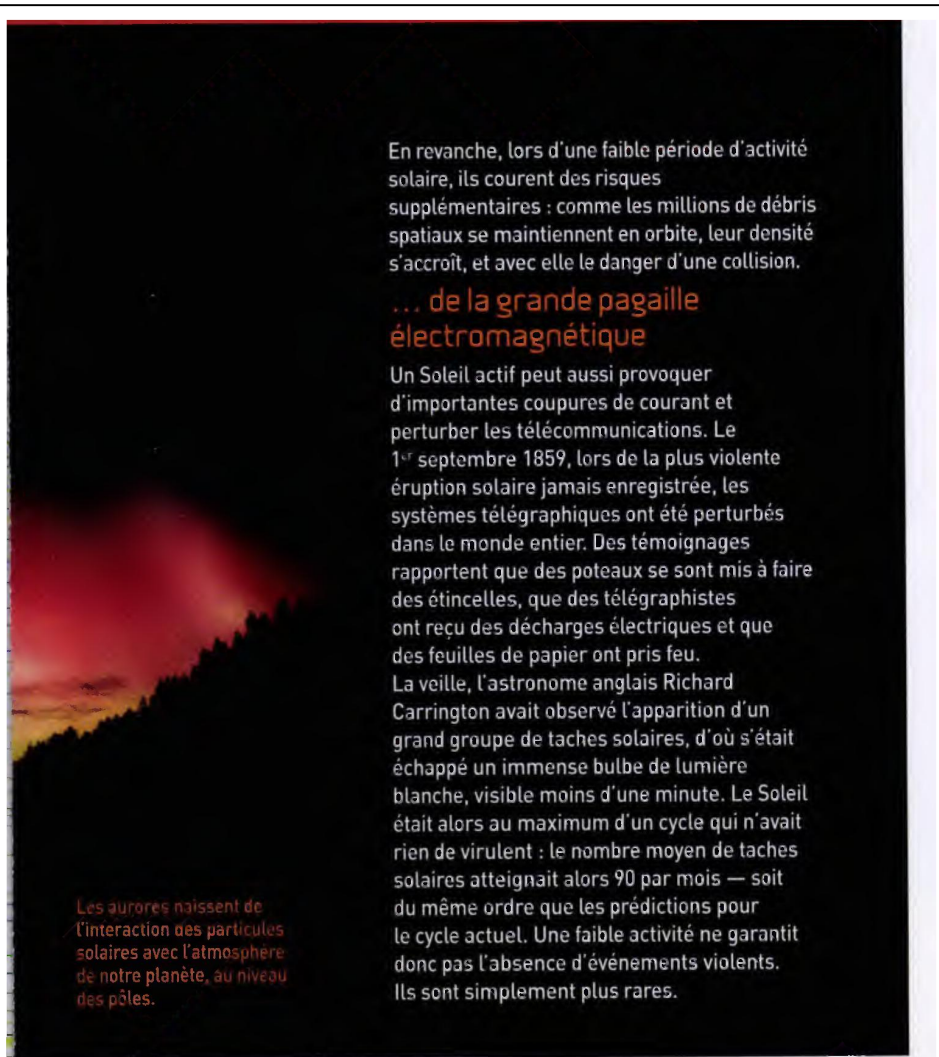 En revanche, lors d'une faible période d'activité
solaire, ils courent des risques
supplémentaires : comme les millions de débris
spatiaux se maintiennent en orbite, leur densité
s'accroît, et avec elle le danger d'une collision.
... de la grande pagaille
électromagnétique
Un Soleil actif peut aussi provoquer
d'importantes coupures de courant et
perturber les télécommunications. Le
1er septembre 1859, lors de la plus violente
éruption solaire jamais enregistrée, les
systèmes télégraphiques ont été perturbés
dans le monde entier. Des témoignages
rapportent que des poteaux se sont mis à faire
des étincelles, que des télégraphistes
ont reçu des décharges électriques et que
des feuilles de papier ont pris feu.
La veille, l'astronome anglais Richard
Carrington avait observé l'apparition d'un
grand groupe de taches solaires, d'où s'était
échappé un immense bulbe de lumière
blanche, visible moins d'une minute. Le Soleil
était alors au maximum d'un cycle qui n'avait
rien de virulent : le nombre moyen de taches
solaires atteignait alors 90 par mois — soit
du même ordre que les prédictions pour
le cycle actuel. Une faible activité ne garantit
donc pas l'absence d'événements violents.
Ils sont simplement plus rares.
Les aurores naissent de
l'interaction des particules
solaires avec l'atmosphère
de notre planète, au niveau
des pôles.